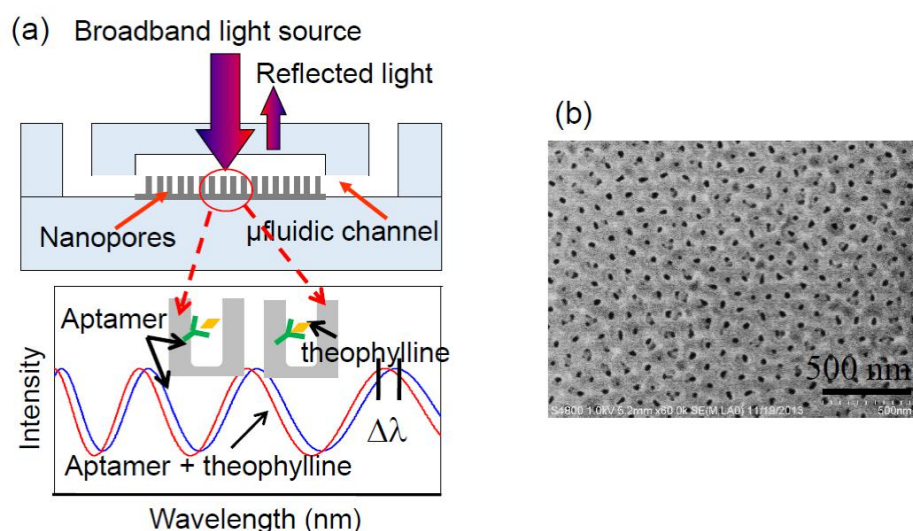 (a)
Broadband light source
Reflected light
Nanopores
µfluidic channel
Aptamer
theophylline
Δλ
Aptamer + theophylline
Intensity
Wavelength (nm)
(b)
500 nm
S4800 1.0kV 5.2mm x60.0k SE(M,LA0) 11/19/2013
500nm